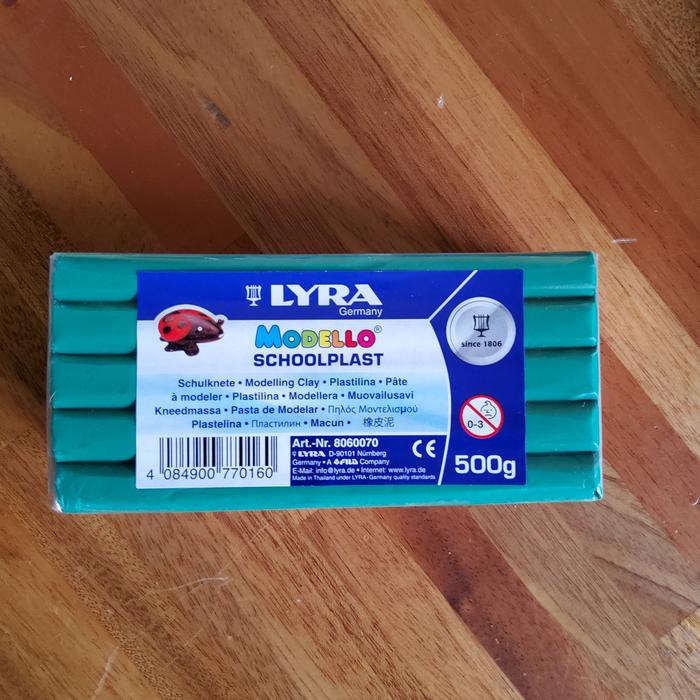 LYRA
Germany
MODELLO®
SCHOOLPLAST
since 1806
Schulknete • Modelling Clay • Plastilina • Pâte
à modeler • Plastilina • Modellera • Muovailusavi
Kneedmassa • Pasta de Modelar • Πηλός Μοντελισμού
Plastelina • Пластилин • Macun • 橡皮泥
0-3
4 084900 770160
Art.-Nr. 8060070
LYRA D-90101 Nürnberg
Germany • A FILA Company
E-Mail: info@lyra.de • Internet: www.lyra.de
Made in Thailand under LYRA-Germany quality standards
CE
500g